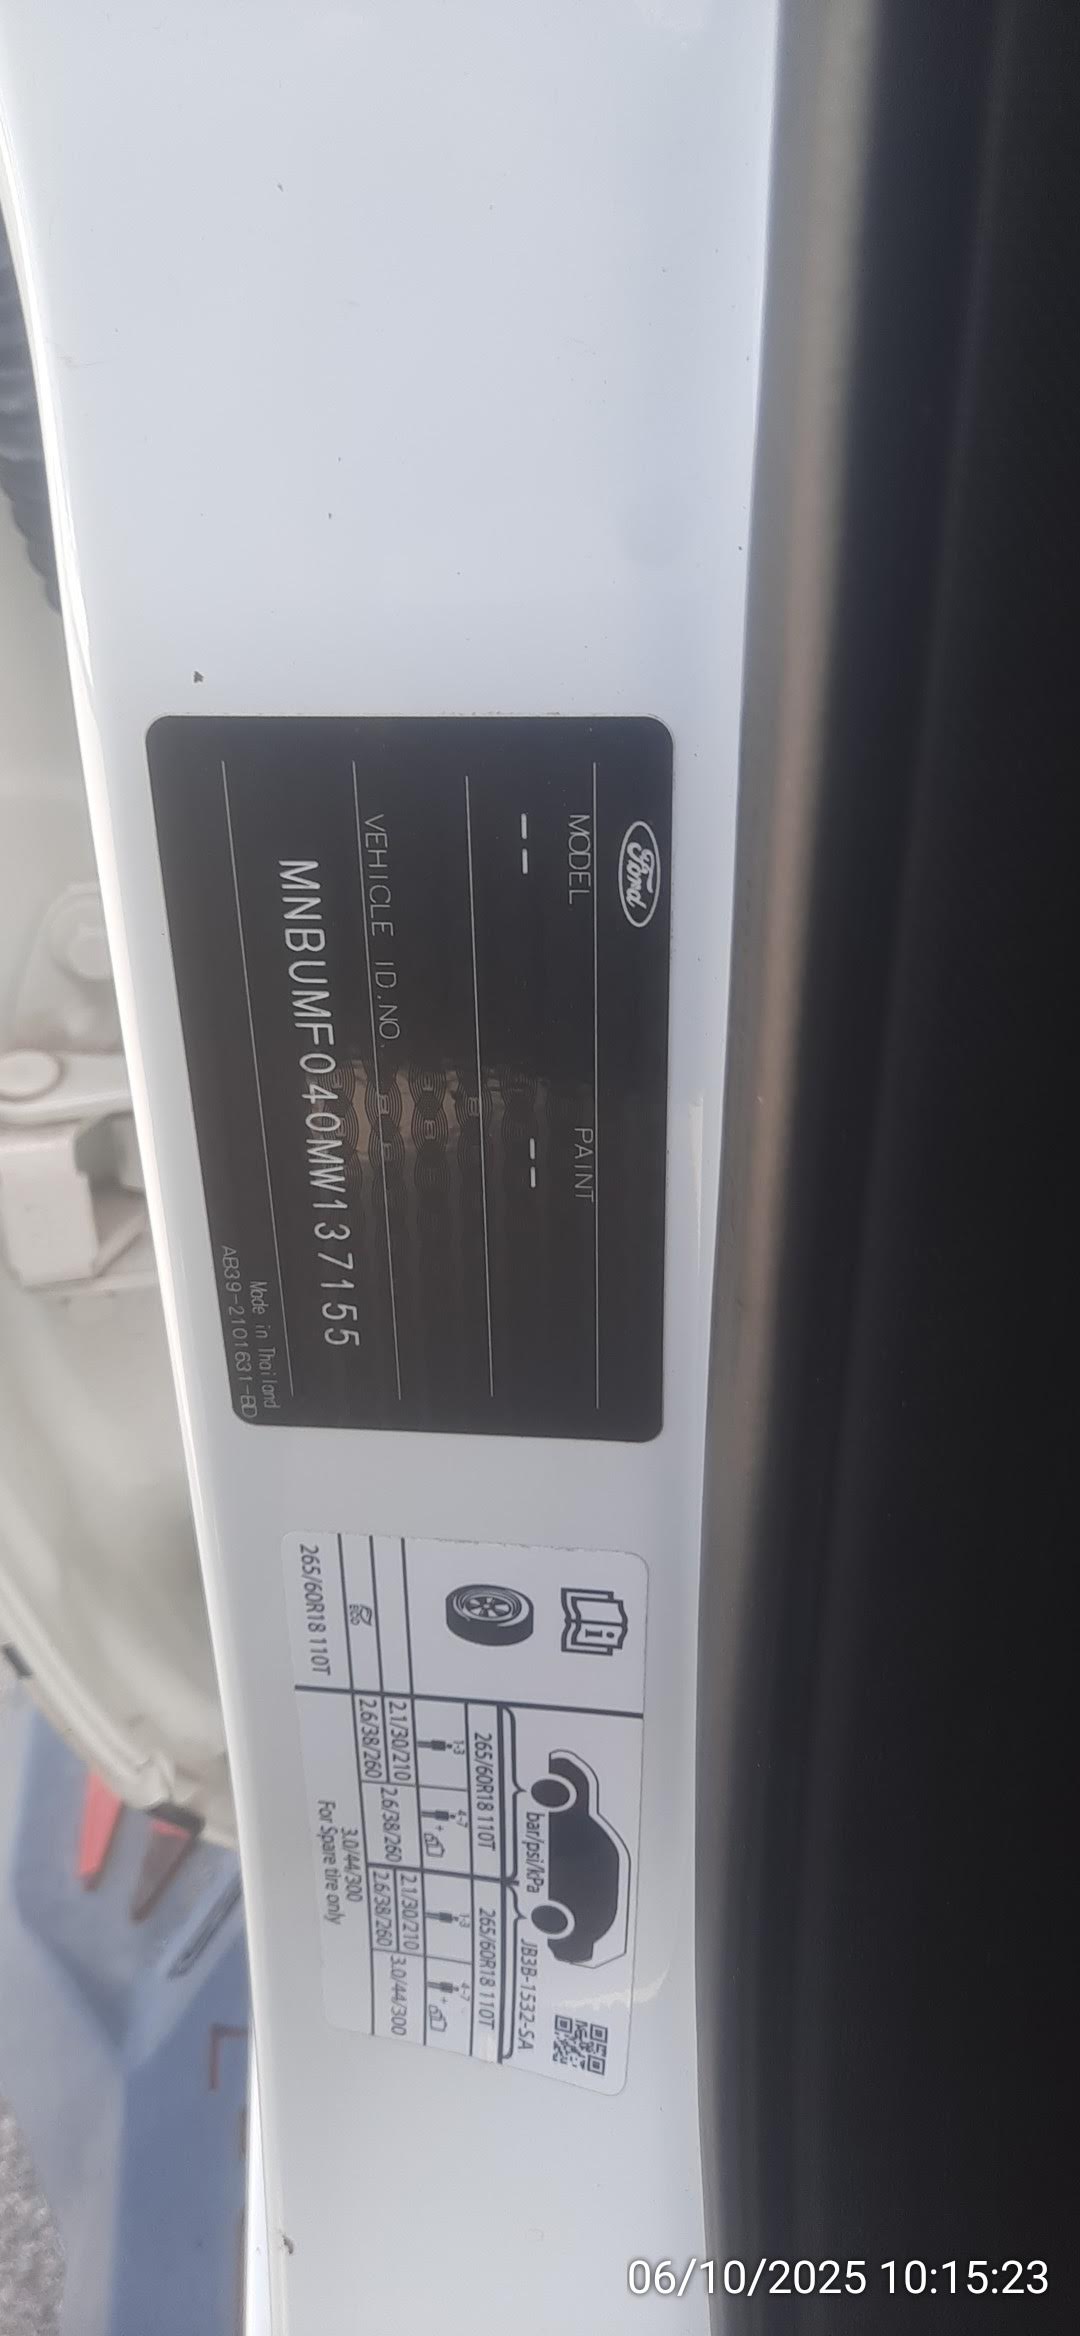 Ford
MODEL PAINT
-- --
VEHICLE ID.NO.
MNBUMF040MW137155
Made in Thailand
AB39-2101631-BD
bar/psi/kPa JB3B-1532-SA
265/60R18 110T 265/60R18 110T
1-3 4-7 1-3 4-7
2.1/30/210 2.6/38/260 2.1/30/210 3.0/44/300
ECO 2.6/38/260 2.6/38/260
265/60R18 110T 3.0/44/300
For Spare tire only
06/10/2025 10:15:23